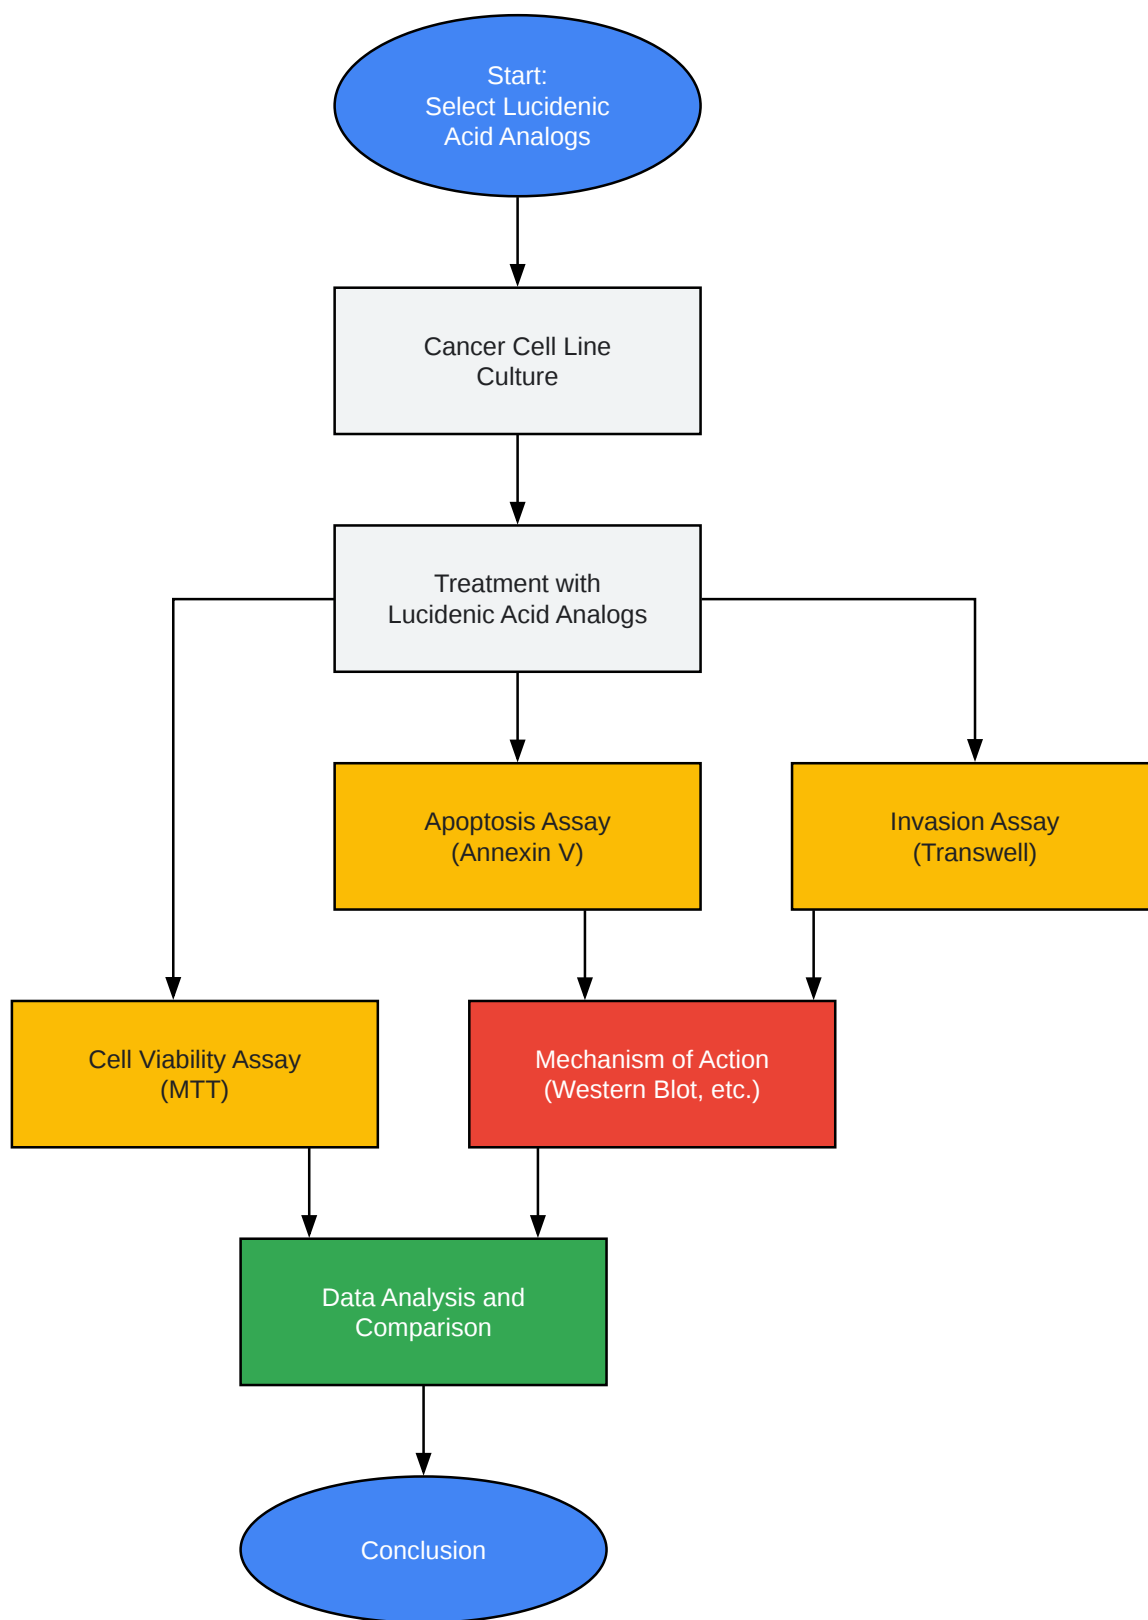 Start:
Select Lucidenic
Acid Analogs
Cancer Cell Line
Culture
Treatment with
Lucidenic Acid Analogs
Apoptosis Assay
(Annexin V)
Invasion Assay
(Transwell)
Cell Viability Assay
(MTT)
Mechanism of Action
(Western Blot, etc.)
Data Analysis and
Comparison
Conclusion